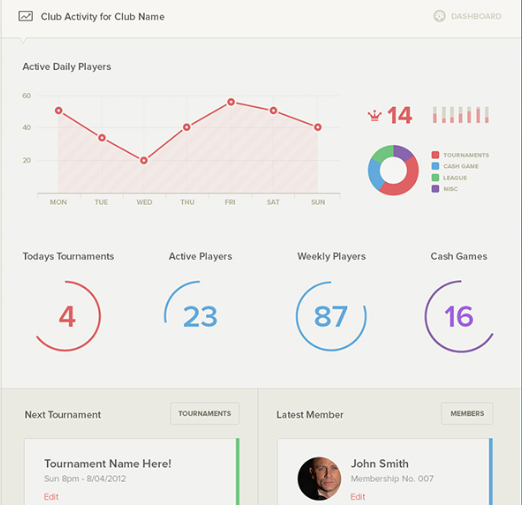 Club Activity for Club Name
DASHBOARD
Active Daily Players
60
40
20
MON TUE WED THU FRI SAT SUN
14
TOURNAMENTS
CASH GAME
LEAGUE
MISC
Todays Tournaments
4
Active Players
23
Weekly Players
87
Cash Games
16
Next Tournament
TOURNAMENTS
Tournament Name Here!
Sun 8pm - 8/04/2012
Edit
Latest Member
MEMBERS
John Smith
Membership No. 007
Edit